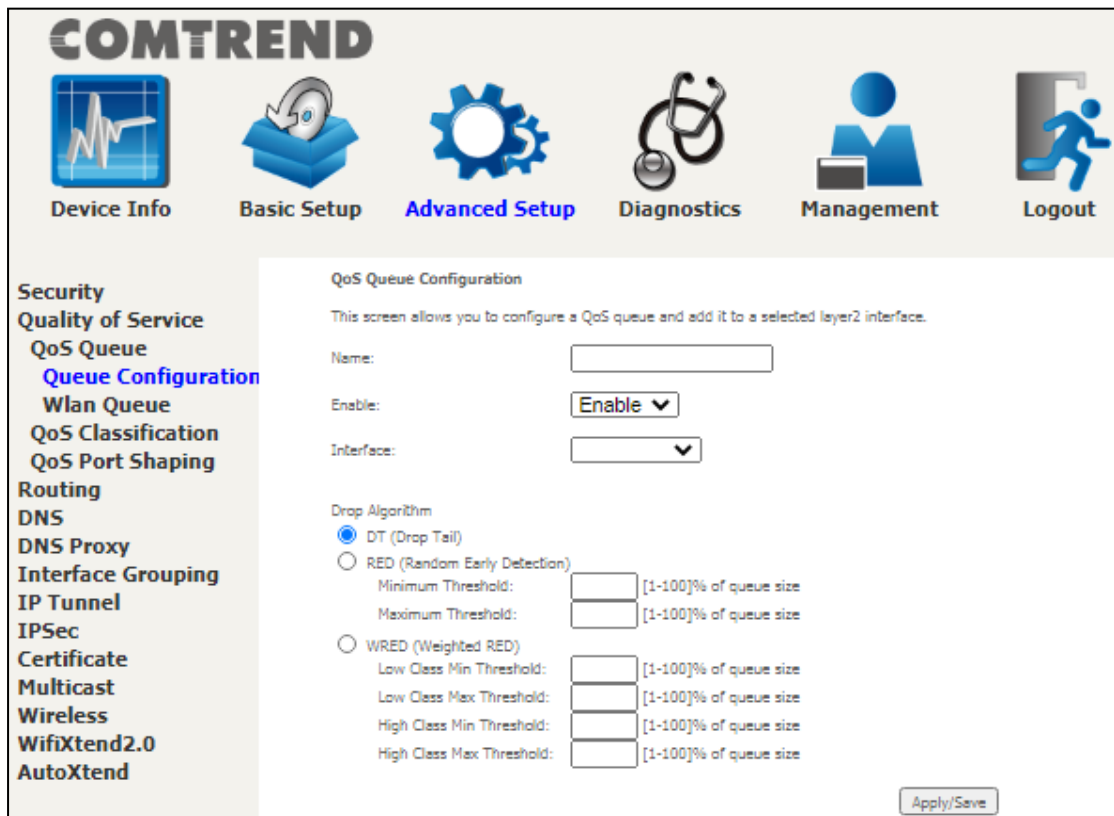 COMTREND
Device Info Basic Setup Advanced Setup Diagnostics Management Logout
Security
Quality of Service
QoS Queue
Queue Configuration
Wlan Queue
QoS Classification
QoS Port Shaping
Routing
DNS
DNS Proxy
Interface Grouping
IP Tunnel
IPSec
Certificate
Multicast
Wireless
WifiXtend2.0
AutoXtend
QoS Queue Configuration
This screen allows you to configure a QoS queue and add it to a selected layer2 interface.
Name:
Enable: Enable
Interface:
Drop Algorithm
DT (Drop Tail)
RED (Random Early Detection)
Minimum Threshold: [1-100]% of queue size
Maximum Threshold: [1-100]% of queue size
WRED (Weighted RED)
Low Class Min Threshold: [1-100]% of queue size
Low Class Max Threshold: [1-100]% of queue size
High Class Min Threshold: [1-100]% of queue size
High Class Max Threshold: [1-100]% of queue size
Apply/Save